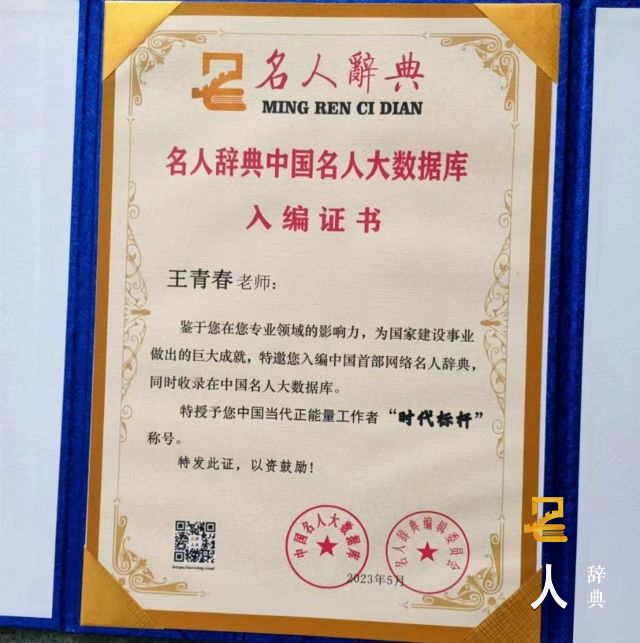 名人辭典
MING REN CI DIAN
名人辞典中国名人大数据库
入编证书
王青春 老师：
鉴于您在您专业领域的影响力，为国家建设事业
做出的巨大成就，特邀您入编中国首部网络名人辞典，
同时收录在中国名人大数据库。
特授予您中国当代正能量工作者“时代标杆”
称号。
特发此证，以资鼓励！
中国名人大数据库
名人辞典编辑委员会
2023年5月
人
辞典